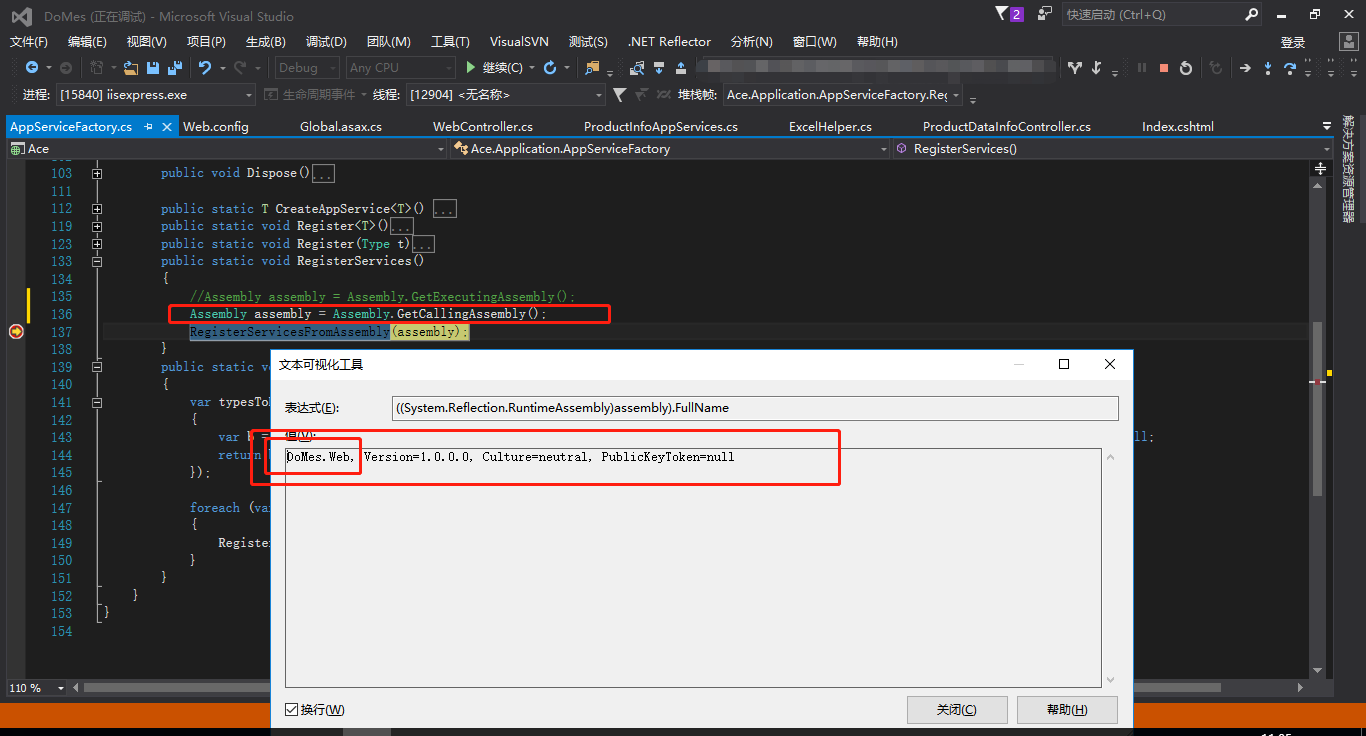 DoMes (正在调试) - Microsoft Visual Studio
2
快速启动 (Ctrl+Q)
文件(F) 编辑(E) 视图(V) 项目(P) 生成(B) 调试(D) 团队(M) 工具(T) VisualSVN 测试(S) .NET Reflector 分析(N) 窗口(W) 帮助(H) 登录
Debug Any CPU 继续(C)
进程: [15840] iisexpress.exe 生命周期事件 线程: [12904] <无名称> 堆栈帧: Ace.Application.AppServiceFactory.Reg
AppServiceFactory.cs Web.config Global.asax.cs WebController.cs ProductInfoAppServices.cs ExcelHelper.cs ProductDataInfoController.cs Index.cshtml
解决方案资源管理器
Ace Ace.Application.AppServiceFactory RegisterServices()
103 public void Dispose()...
111
112 public static T CreateAppService<T>() ...
119 public static void Register<T>()...
123 public static void Register(Type t)...
133 public static void RegisterServices()
134 {
135 //Assembly assembly = Assembly.GetExecutingAssembly();
136 Assembly assembly = Assembly.GetCallingAssembly();
137 RegisterServicesFromAssembly(assembly);
138 }
139 public static v
140 {
141 var typesTo
142 {
143 var b = ll;
144 return
145 });
146
147 foreach (va
148 {
149 Register
150 }
151 }
152 }
153 }
154
文本可视化工具
表达式(E): ((System.Reflection.RuntimeAssembly)assembly).FullName
值(V):
DoMes.Web, Version=1.0.0.0, Culture=neutral, PublicKeyToken=null
换行(W) 关闭(C) 帮助(H)
110 %